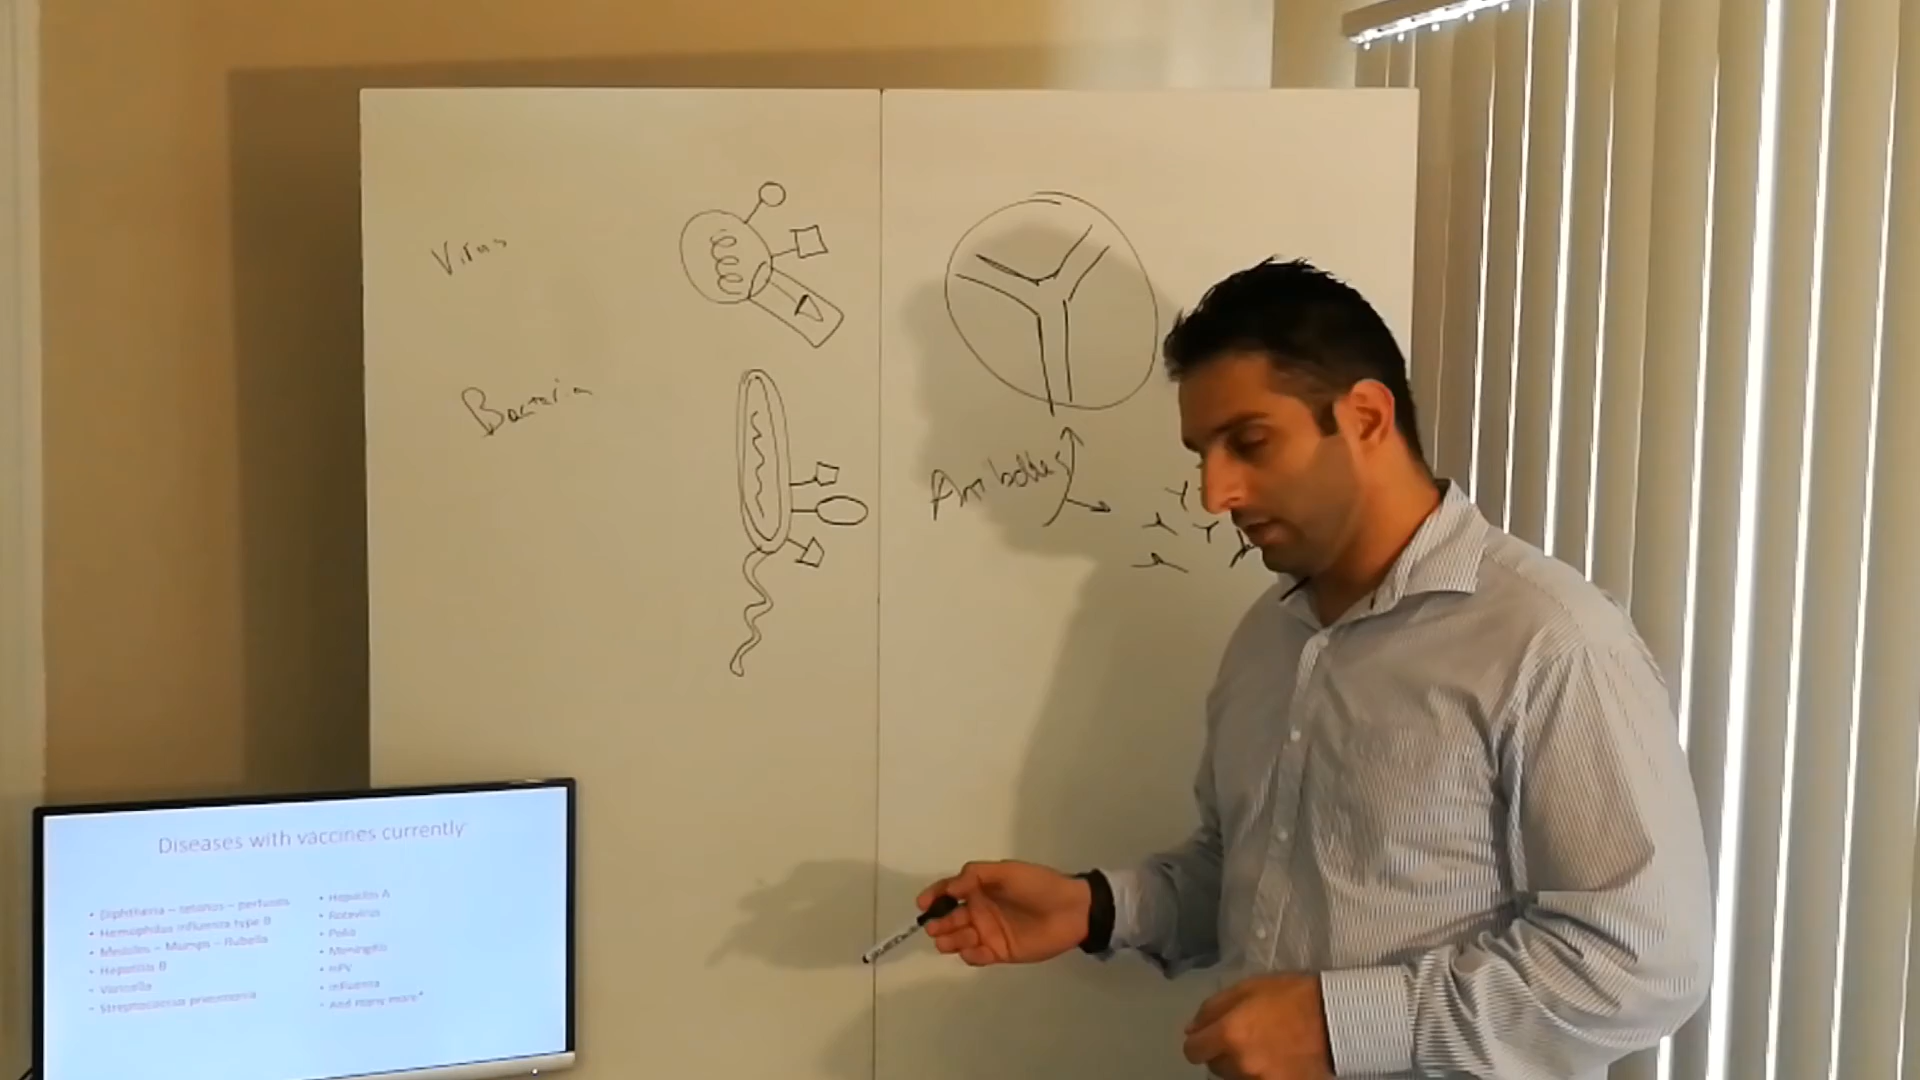 Virus
Bacteria
Antibodies
Diseases with vaccines currently
• Diphtheria – tetanus – pertussis
• Hemophilus influenza type B
• Measles – Mumps – Rubella
• Hepatitis B
• Varicella
• Streptococcus pneumonia
• Hepatitis A
• Rotavirus
• Polio
• HPV
• Influenza
• And many more*